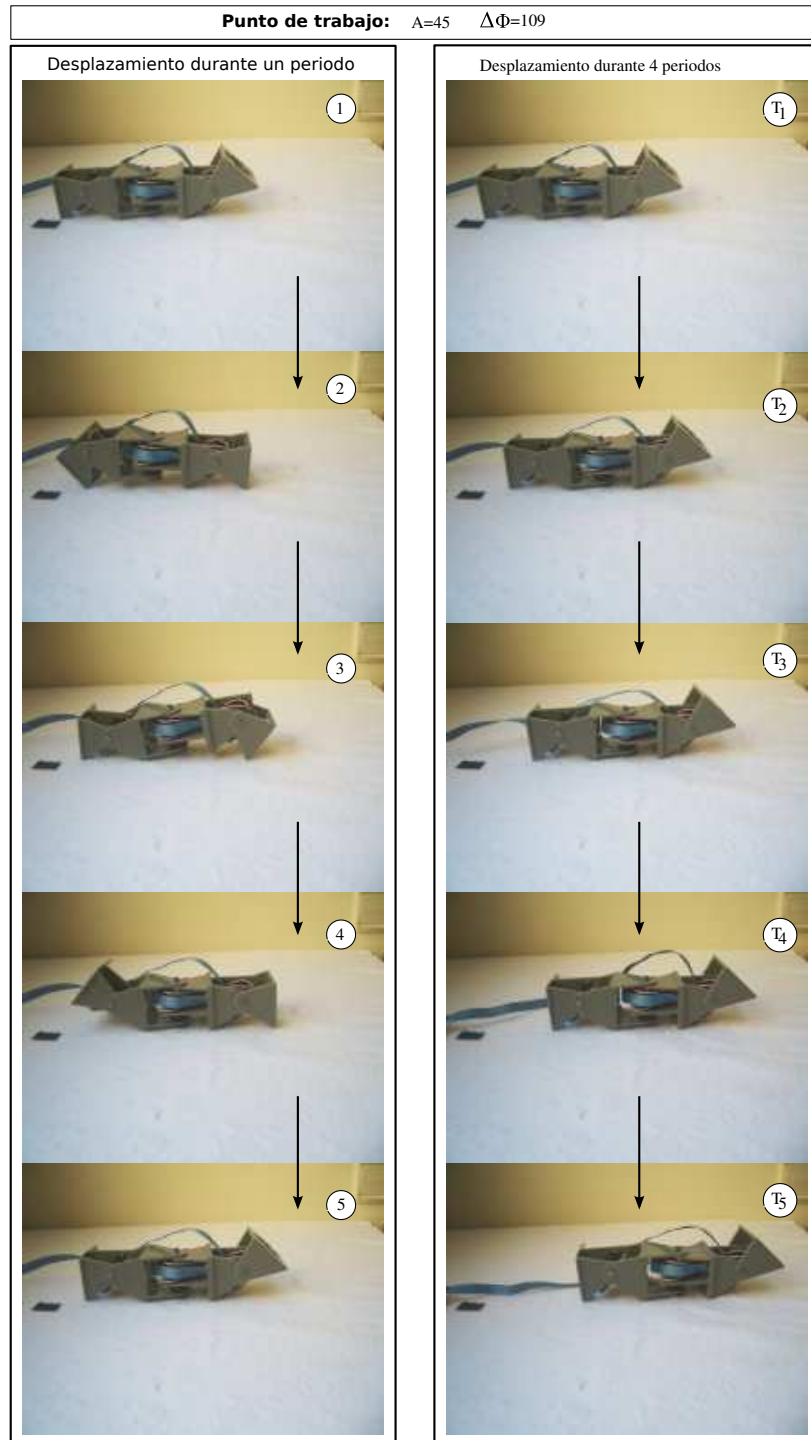 Punto de trabajo: A=45 ΔΦ=109
Desplazamiento durante un periodo
1
2
3
4
5
Desplazamiento durante 4 periodos
T1
T2
T3
T4
T5